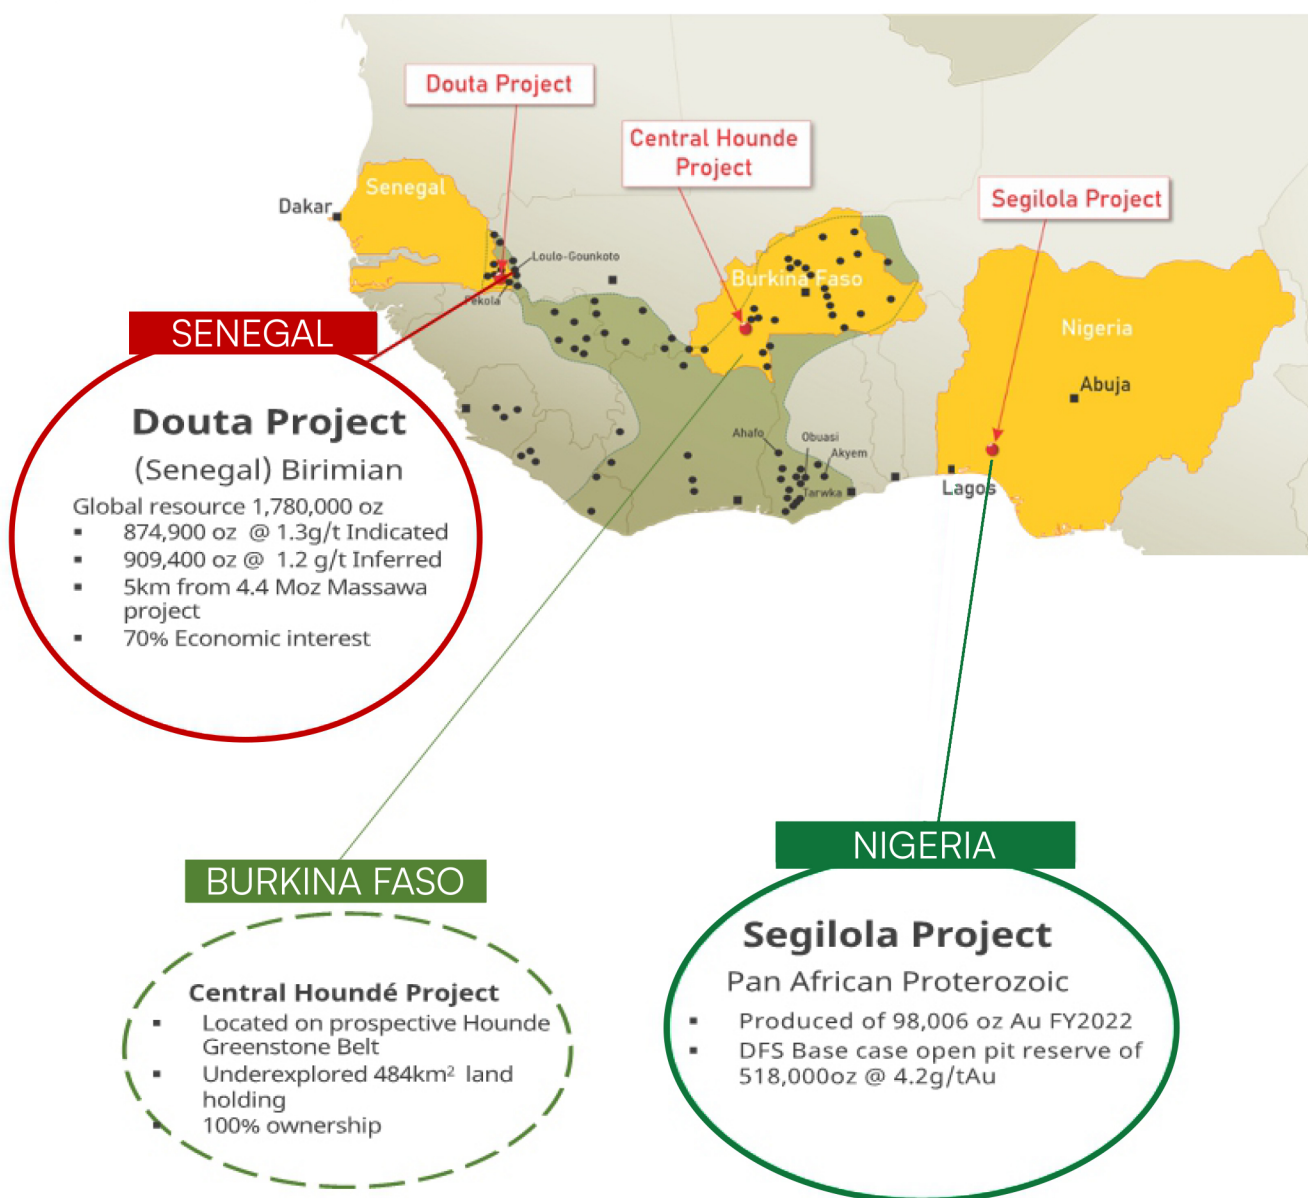 Douta Project
Central Hounde
Project
Segilola Project
Senegal
Dakar
Loulo-Gounkoto
Fekola
Burkina Faso
Nigeria
Abuja
Lagos
Ahafo
Obuasi
Akyem
Tarwka
SENEGAL
Douta Project
(Senegal) Birimian
Global resource 1,780,000 oz
▪ 874,900 oz @ 1.3g/t Indicated
▪ 909,400 oz @ 1.2 g/t Inferred
▪ 5km from 4.4 Moz Massawa
project
▪ 70% Economic interest
BURKINA FASO
Central Houndé Project
▪ Located on prospective Hounde
Greenstone Belt
▪ Underexplored 484km² land
holding
▪ 100% ownership
NIGERIA
Segilola Project
Pan African Proterozoic
▪ Produced of 98,006 oz Au FY2022
▪ DFS Base case open pit reserve of
518,000oz @ 4.2g/tAu